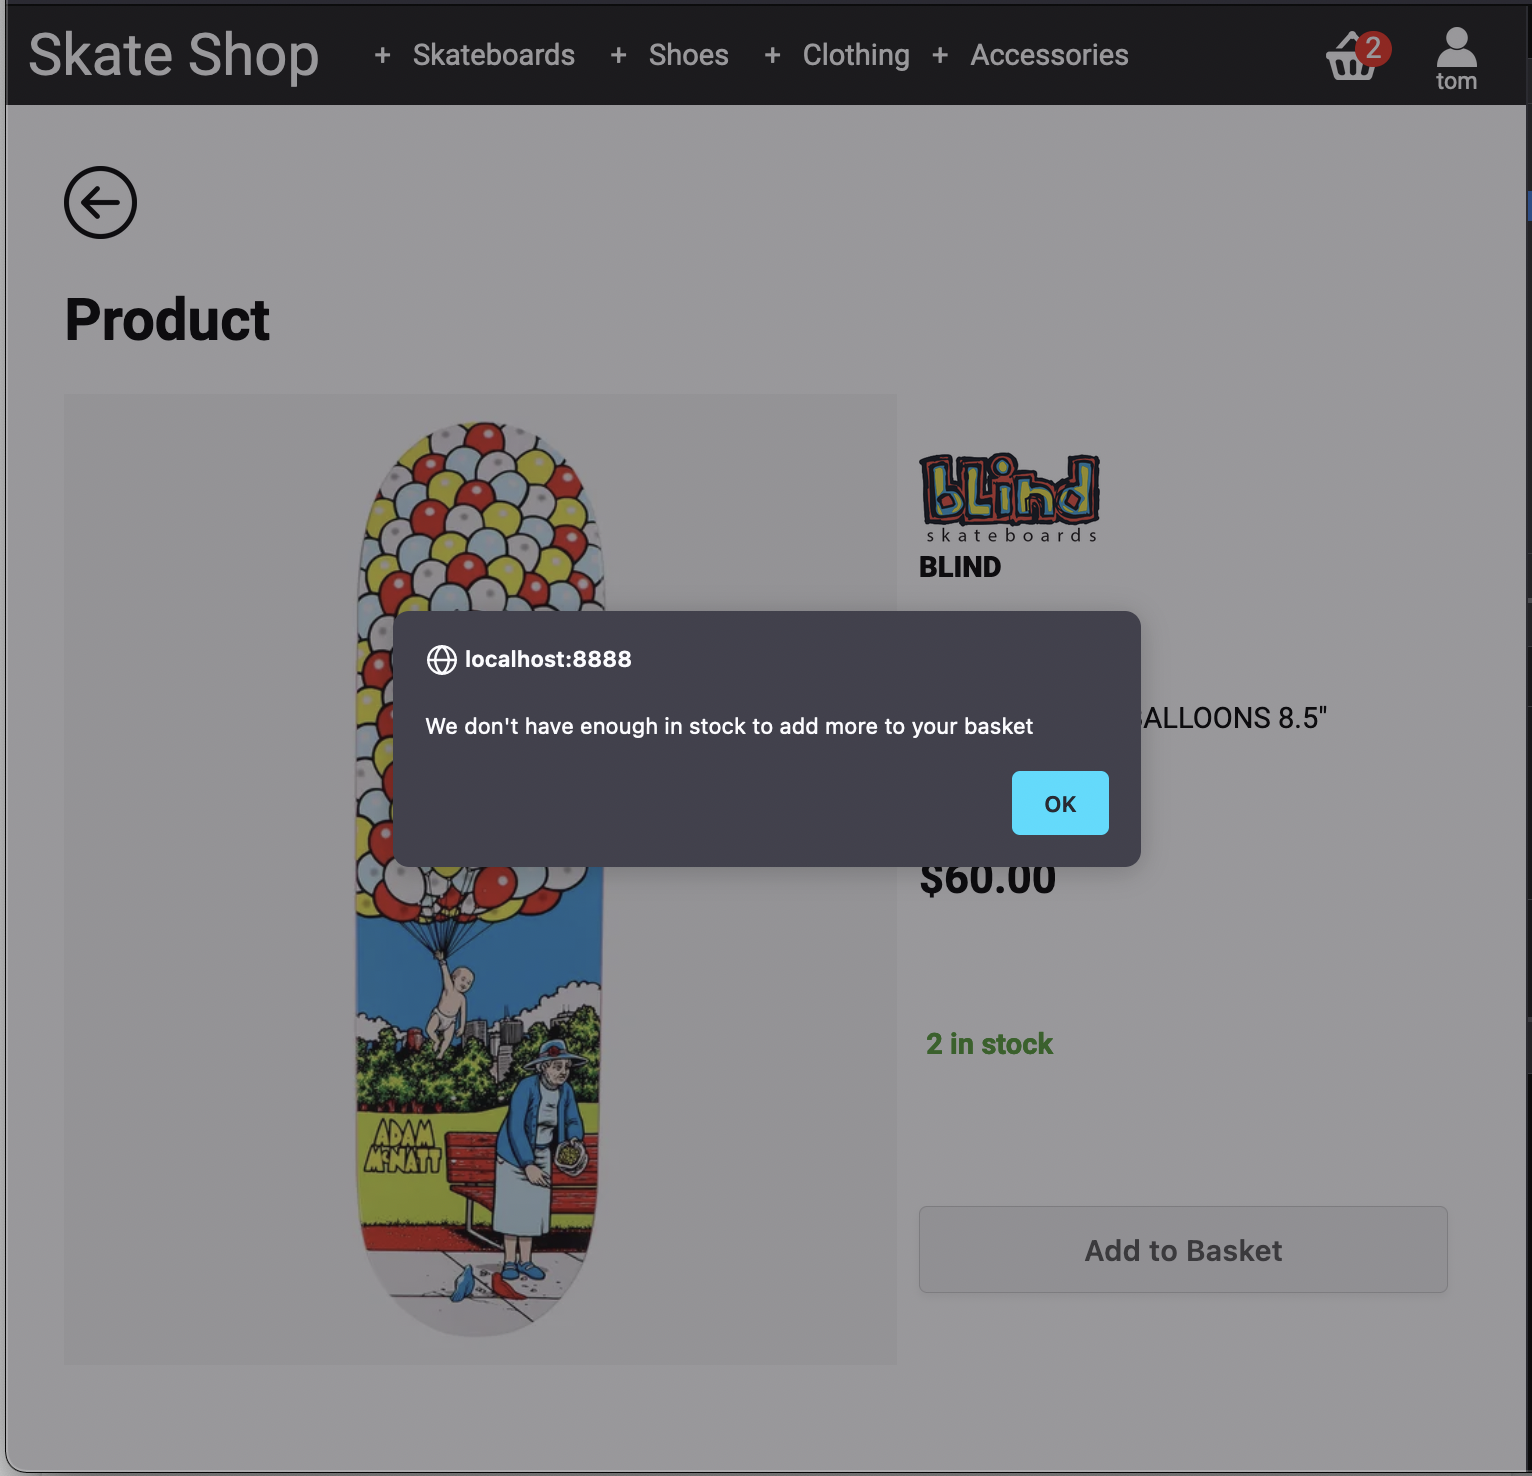 Skate Shop + Skateboards + Shoes + Clothing + Accessories 2
tom
Product
blind
skateboards
BLIND
localhost:8888
We don't have enough in stock to add more to your basket
ALLOONS 8.5"
OK
$60.00
2 in stock
ADAM
McNATT
Add to Basket